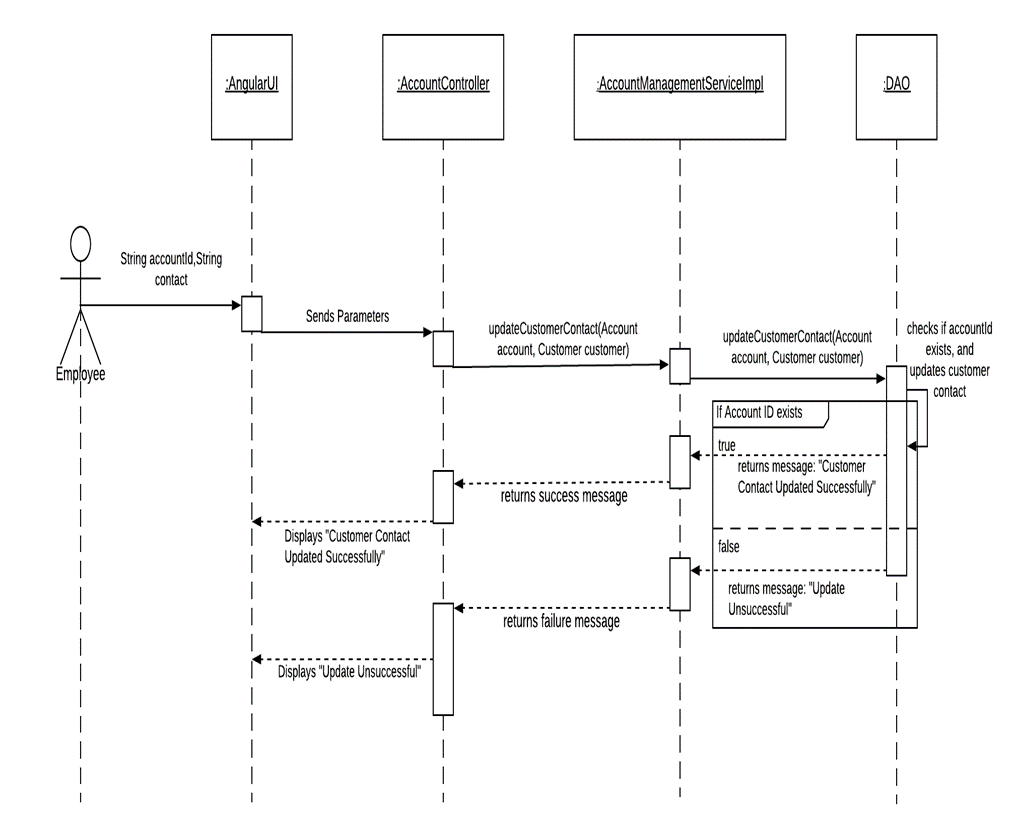 :AngularUI
:AccountController
:AccountManagementServiceImpl
:DAO
String accountId,String
contact
Employee
Sends Parameters
updateCustomerContact(Account
account, Customer customer)
updateCustomerContact(Account
account, Customer customer)
checks if accountId
exists, and
updates customer
contact
If Account ID exists
true
returns message: "Customer
Contact Updated Successfully"
returns success message
Displays "Customer Contact
Updated Successfully"
false
returns message: "Update
Unsuccessful"
returns failure message
Displays "Update Unsuccessful"